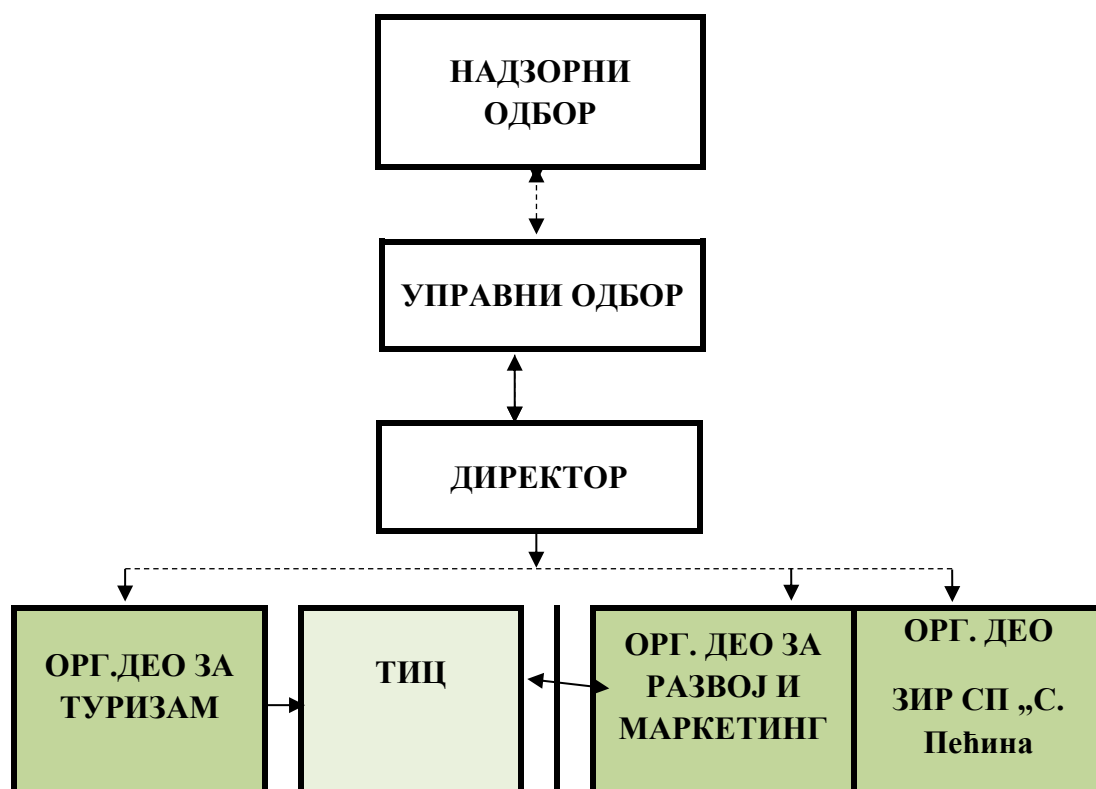 НАДЗОРНИ
ОДБОР
УПРАВНИ ОДБОР
ДИРЕКТОР
ОРГ.ДЕО ЗА
ТУРИЗАМ
ТИЦ
ОРГ. ДЕО ЗА
РАЗВОЈ И
МАРКЕТИНГ
ОРГ. ДЕО
ЗИР СП „С.
Пећина